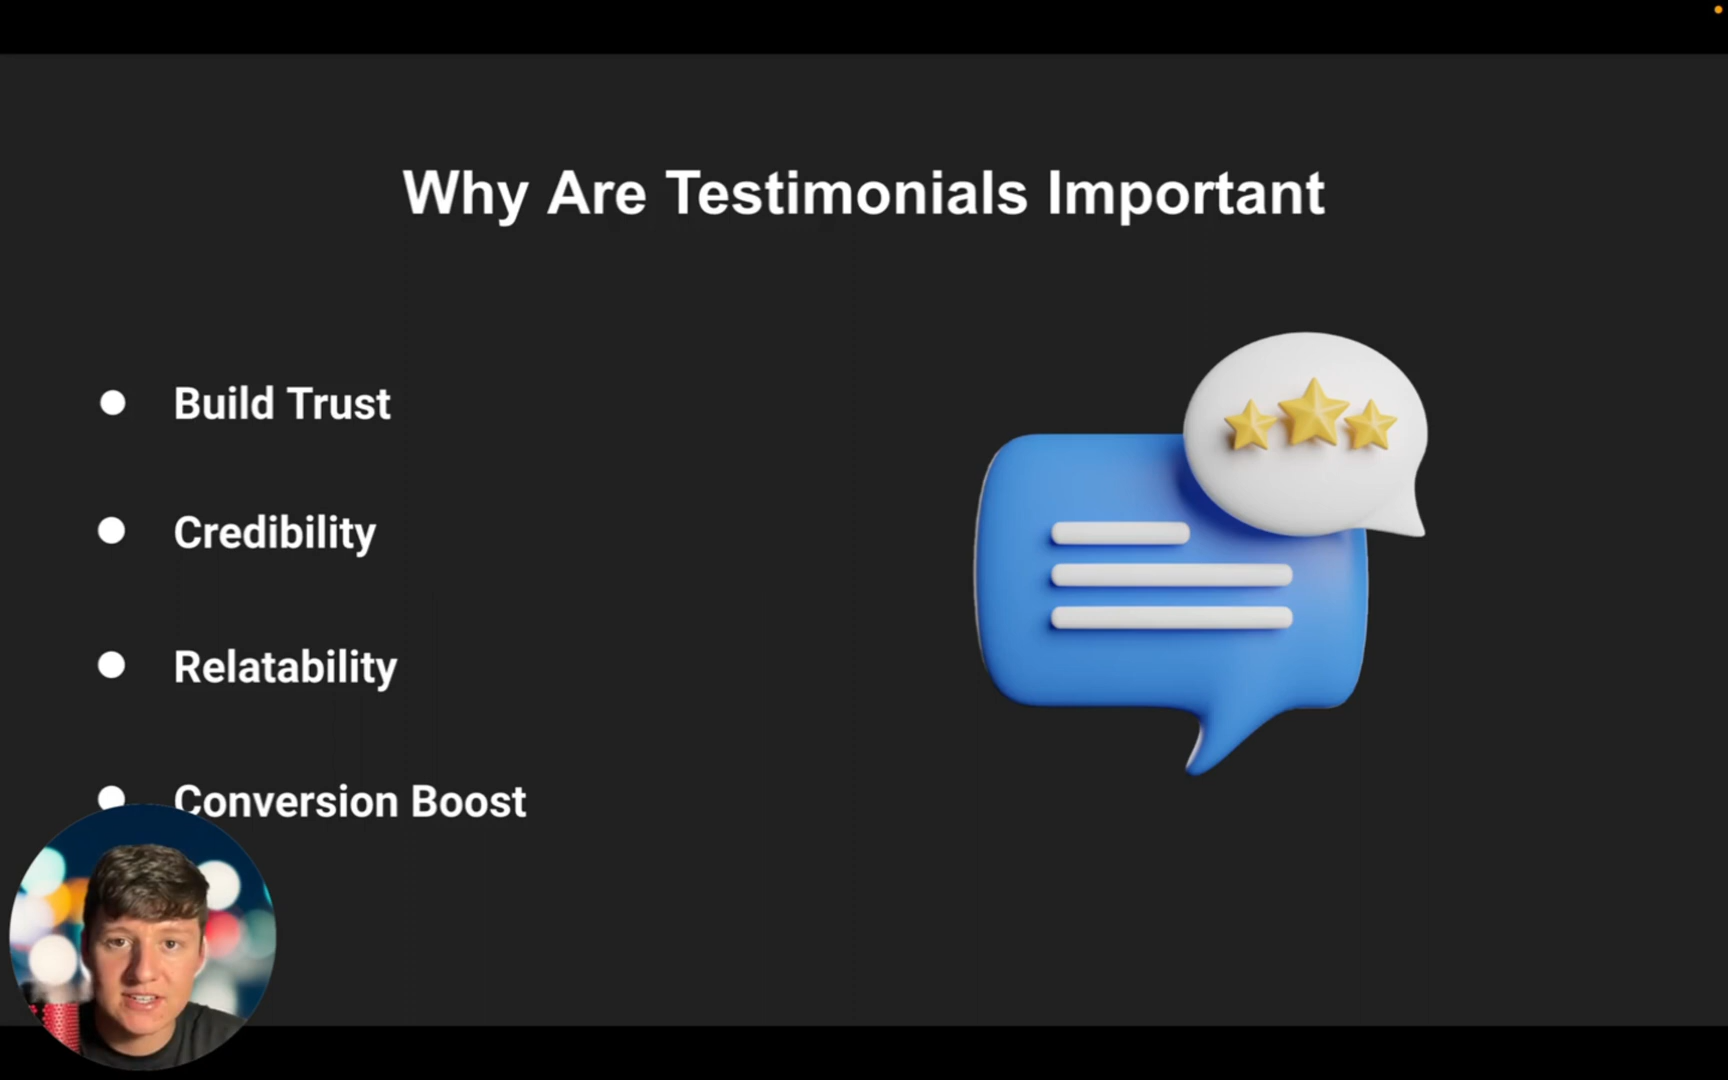 Why Are Testimonials Important
Build Trust
Credibility
Relatability
Conversion Boost